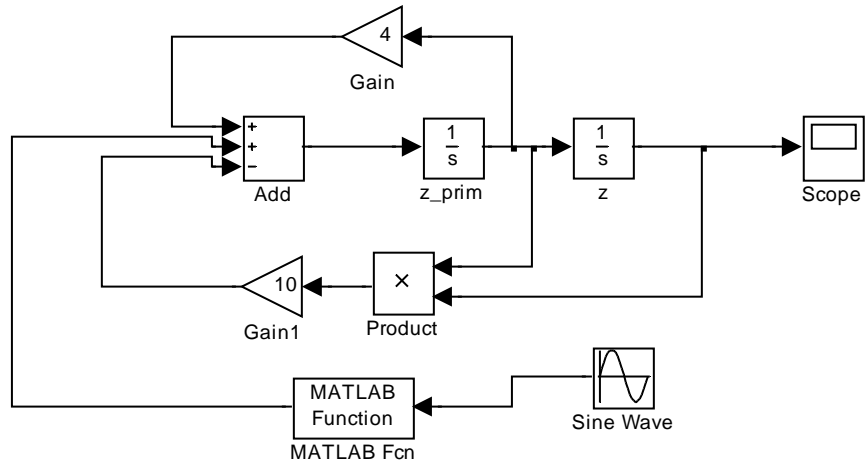 4
Gain
+
+
−
Add
1
s
z_prim
1
s
z
Scope
10
Gain1
×
Product
MATLAB
Function
MATLAB Fcn
Sine Wave